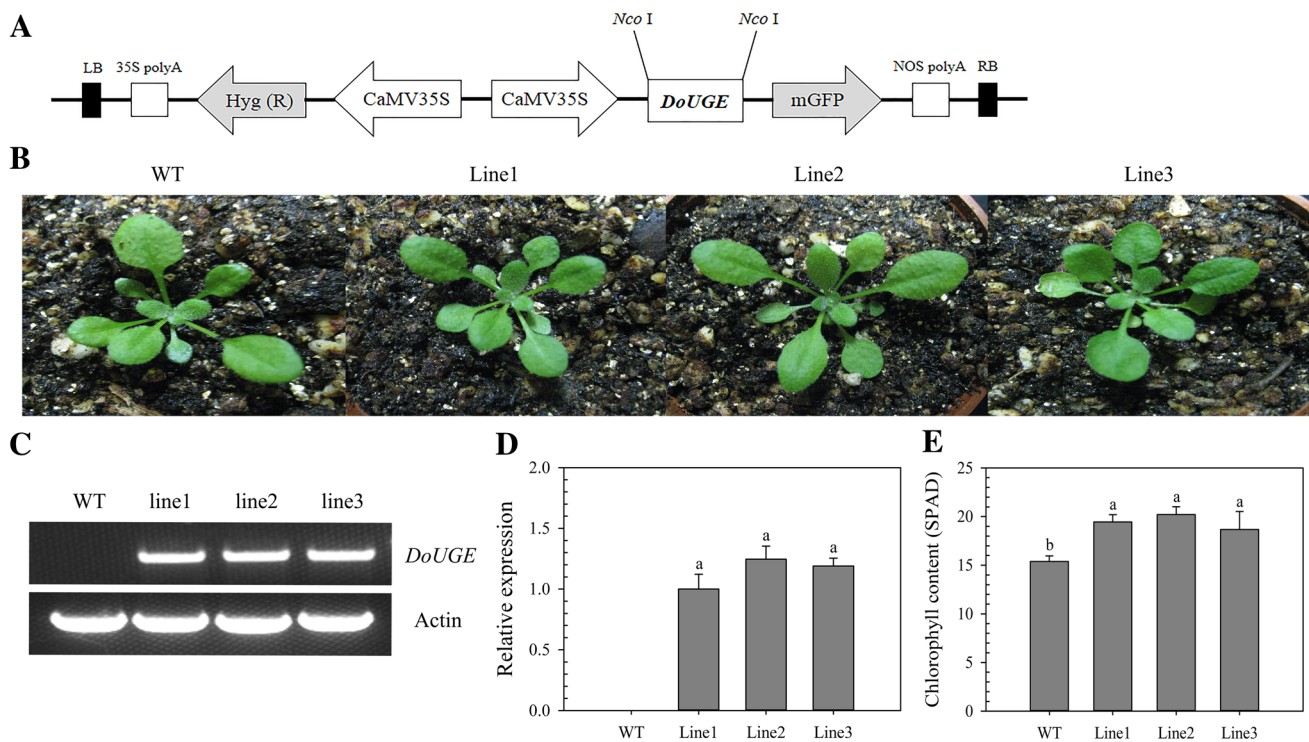 A
Nco I Nco I
LB 35S polyA NOS polyA RB
Hyg (R) CaMV35S CaMV35S DoUGE mGFP
B
WT Line1 Line2 Line3
C
WT line1 line2 line3
DoUGE
Actin
D
Relative expression
2.0
1.5
1.0
0.5
0.0
a a a
WT Line1 Line2 Line3
E
Chlorophyll content (SPAD)
25
20
15
10
5
0
b a a a
WT Line1 Line2 Line3